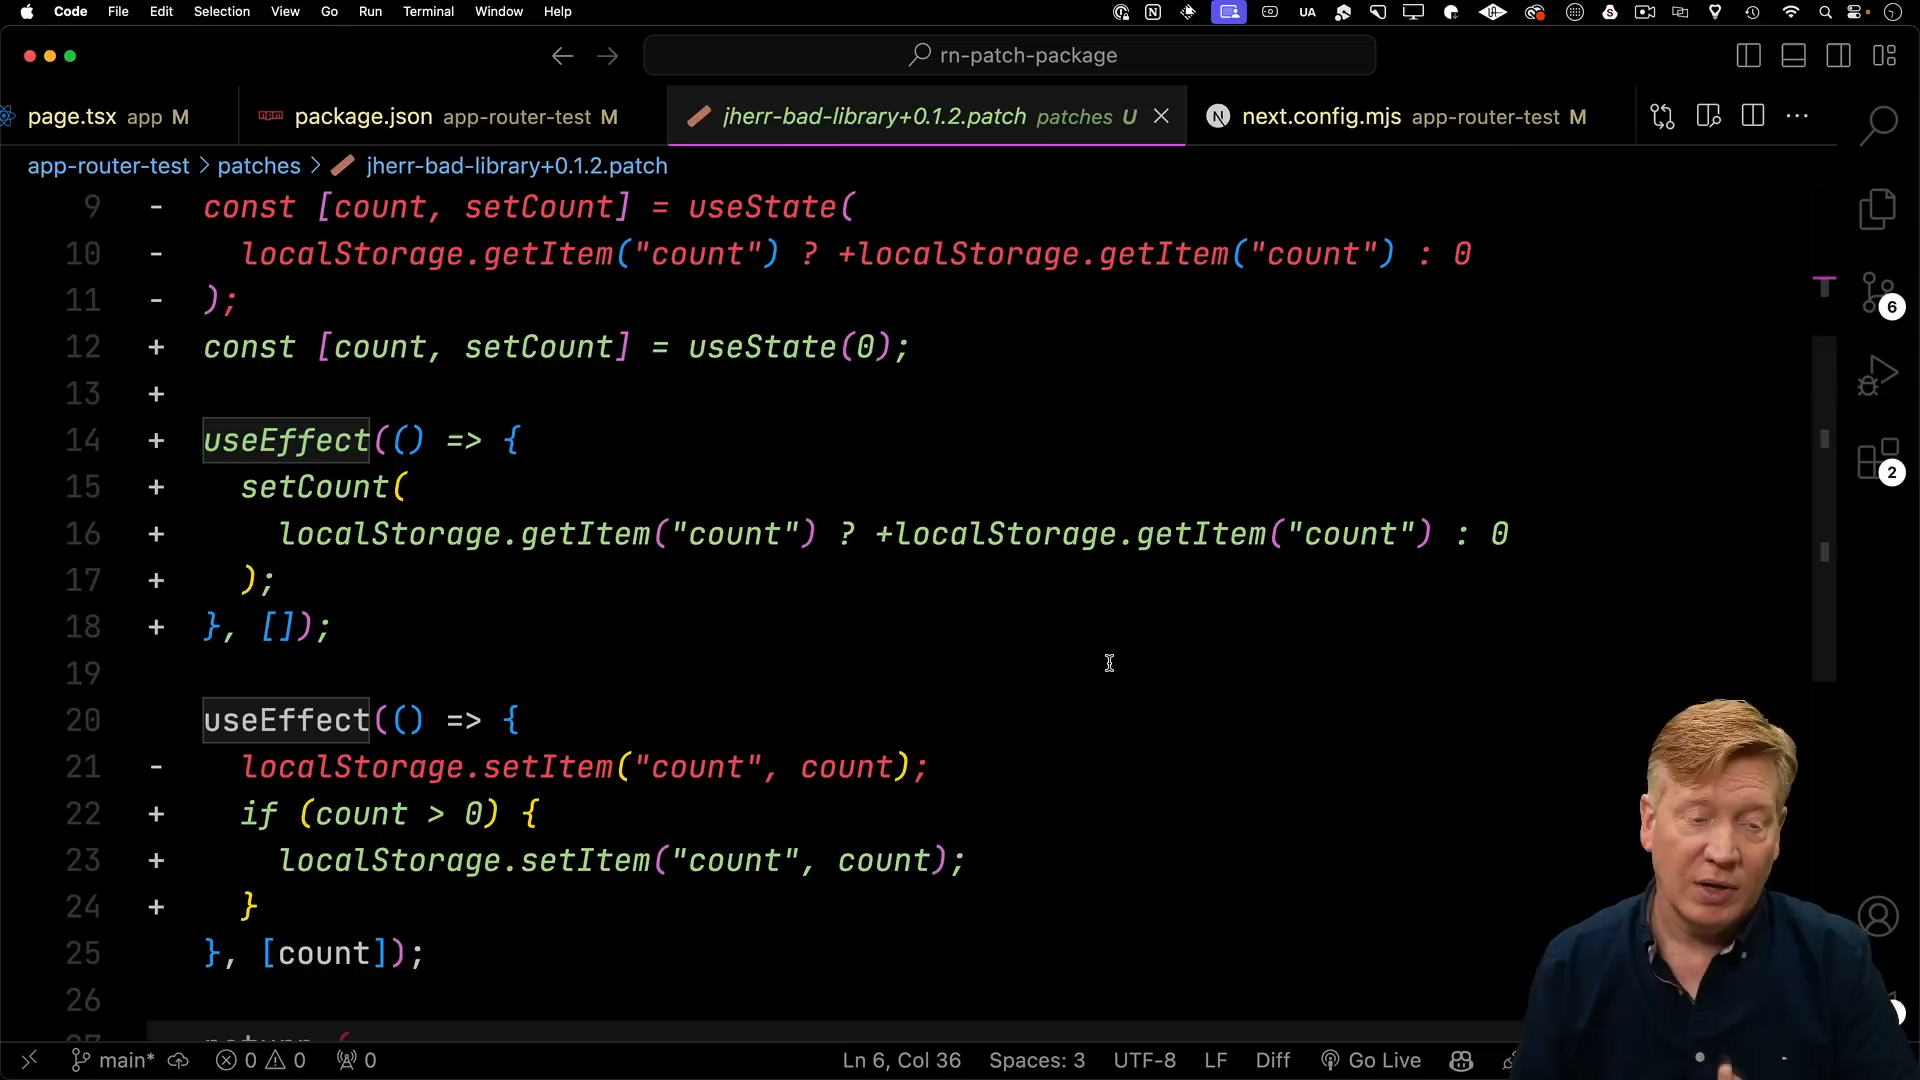 Code File Edit Selection View Go Run Terminal Window Help
UA
rn-patch-package
page.tsx app M
package.json app-router-test M
jherr-bad-library+0.1.2.patch patches U
next.config.mjs app-router-test M
app-router-test > patches > jherr-bad-library+0.1.2.patch
9 - const [count, setCount] = useState(
10 - localStorage.getItem("count") ? +localStorage.getItem("count") : 0
11 - );
12 + const [count, setCount] = useState(0);
13 +
14 + useEffect(() => {
15 + setCount(
16 + localStorage.getItem("count") ? +localStorage.getItem("count") : 0
17 + );
18 + }, []);
19
20 useEffect(() => {
21 - localStorage.setItem("count", count);
22 + if (count > 0) {
23 + localStorage.setItem("count", count);
24 + }
25 }, [count]);
26
6
2
main* 0 0 0 Ln 6, Col 36 Spaces: 3 UTF-8 LF Diff Go Live